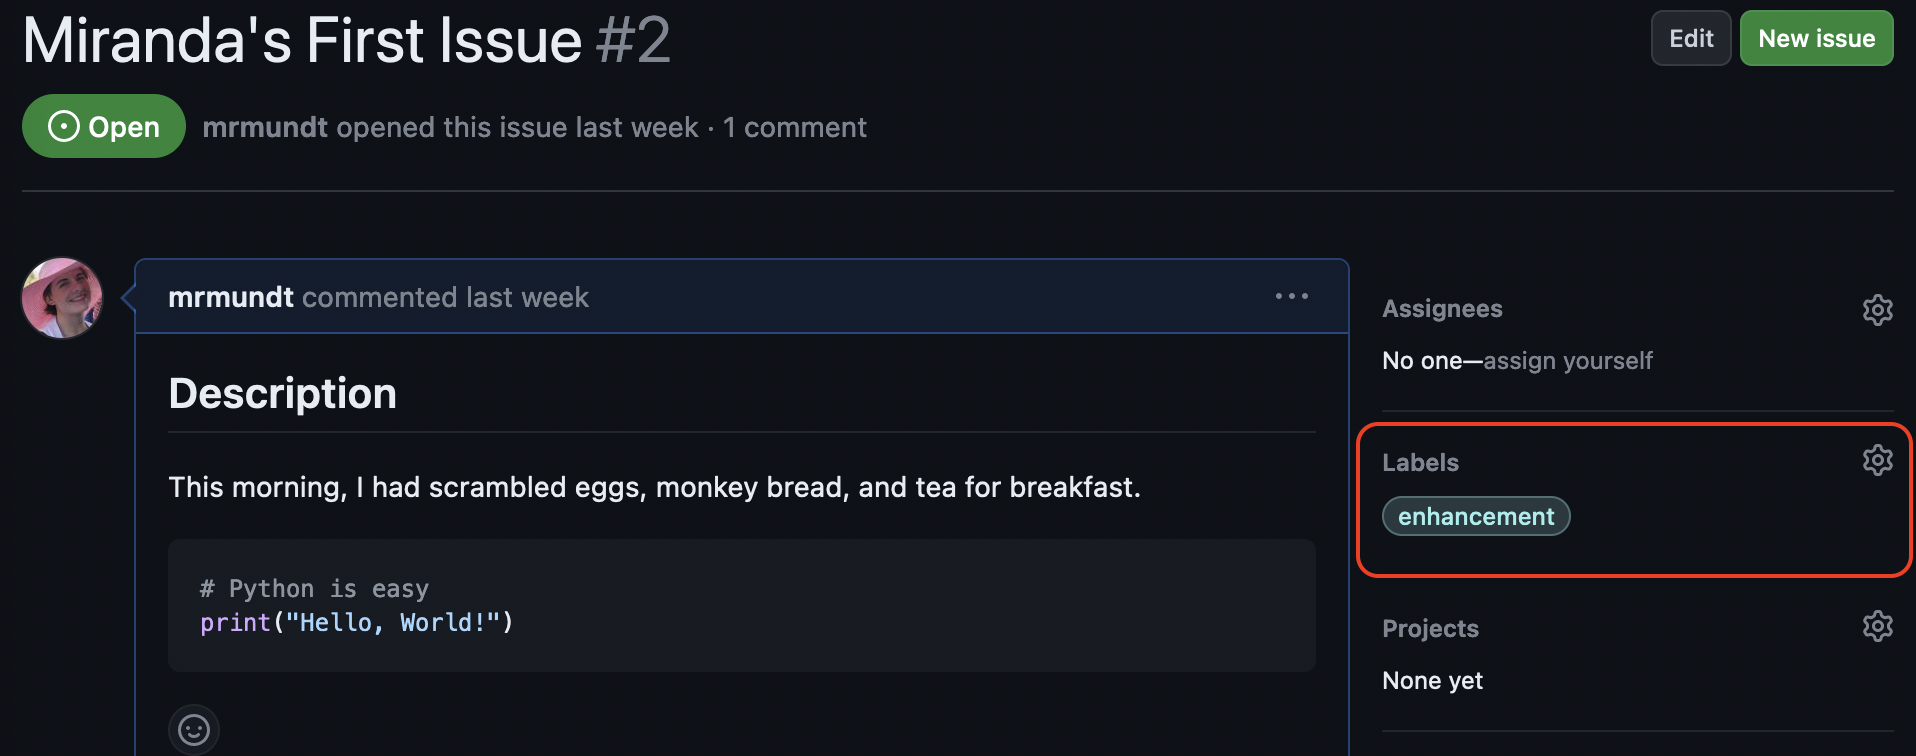 Miranda's First Issue #2
Edit
New issue
Open
mrmundt opened this issue last week · 1 comment
mrmundt commented last week
Description
This morning, I had scrambled eggs, monkey bread, and tea for breakfast.
# Python is easy
print("Hello, World!")
Assignees
No one—assign yourself
Labels
enhancement
Projects
None yet